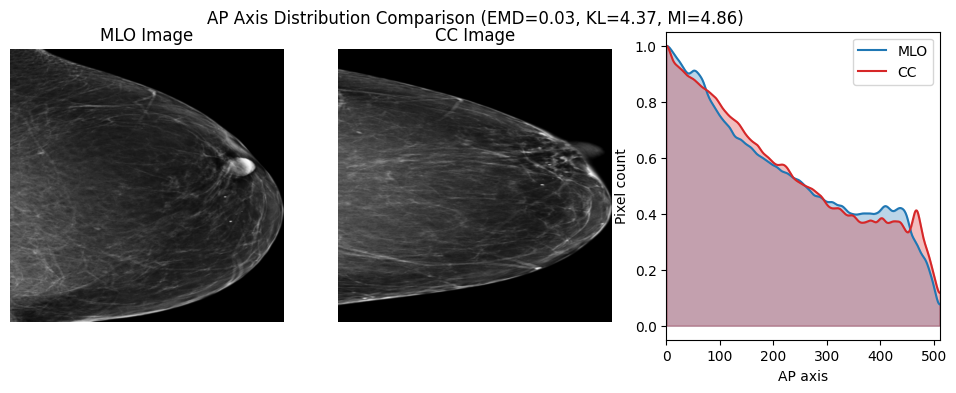 AP Axis Distribution Comparison (EMD=0.03, KL=4.37, MI=4.86)
MLO Image
CC Image
MLO
CC
Pixel count
1.0
0.8
0.6
0.4
0.2
0.0
0 100 200 300 400 500
AP axis